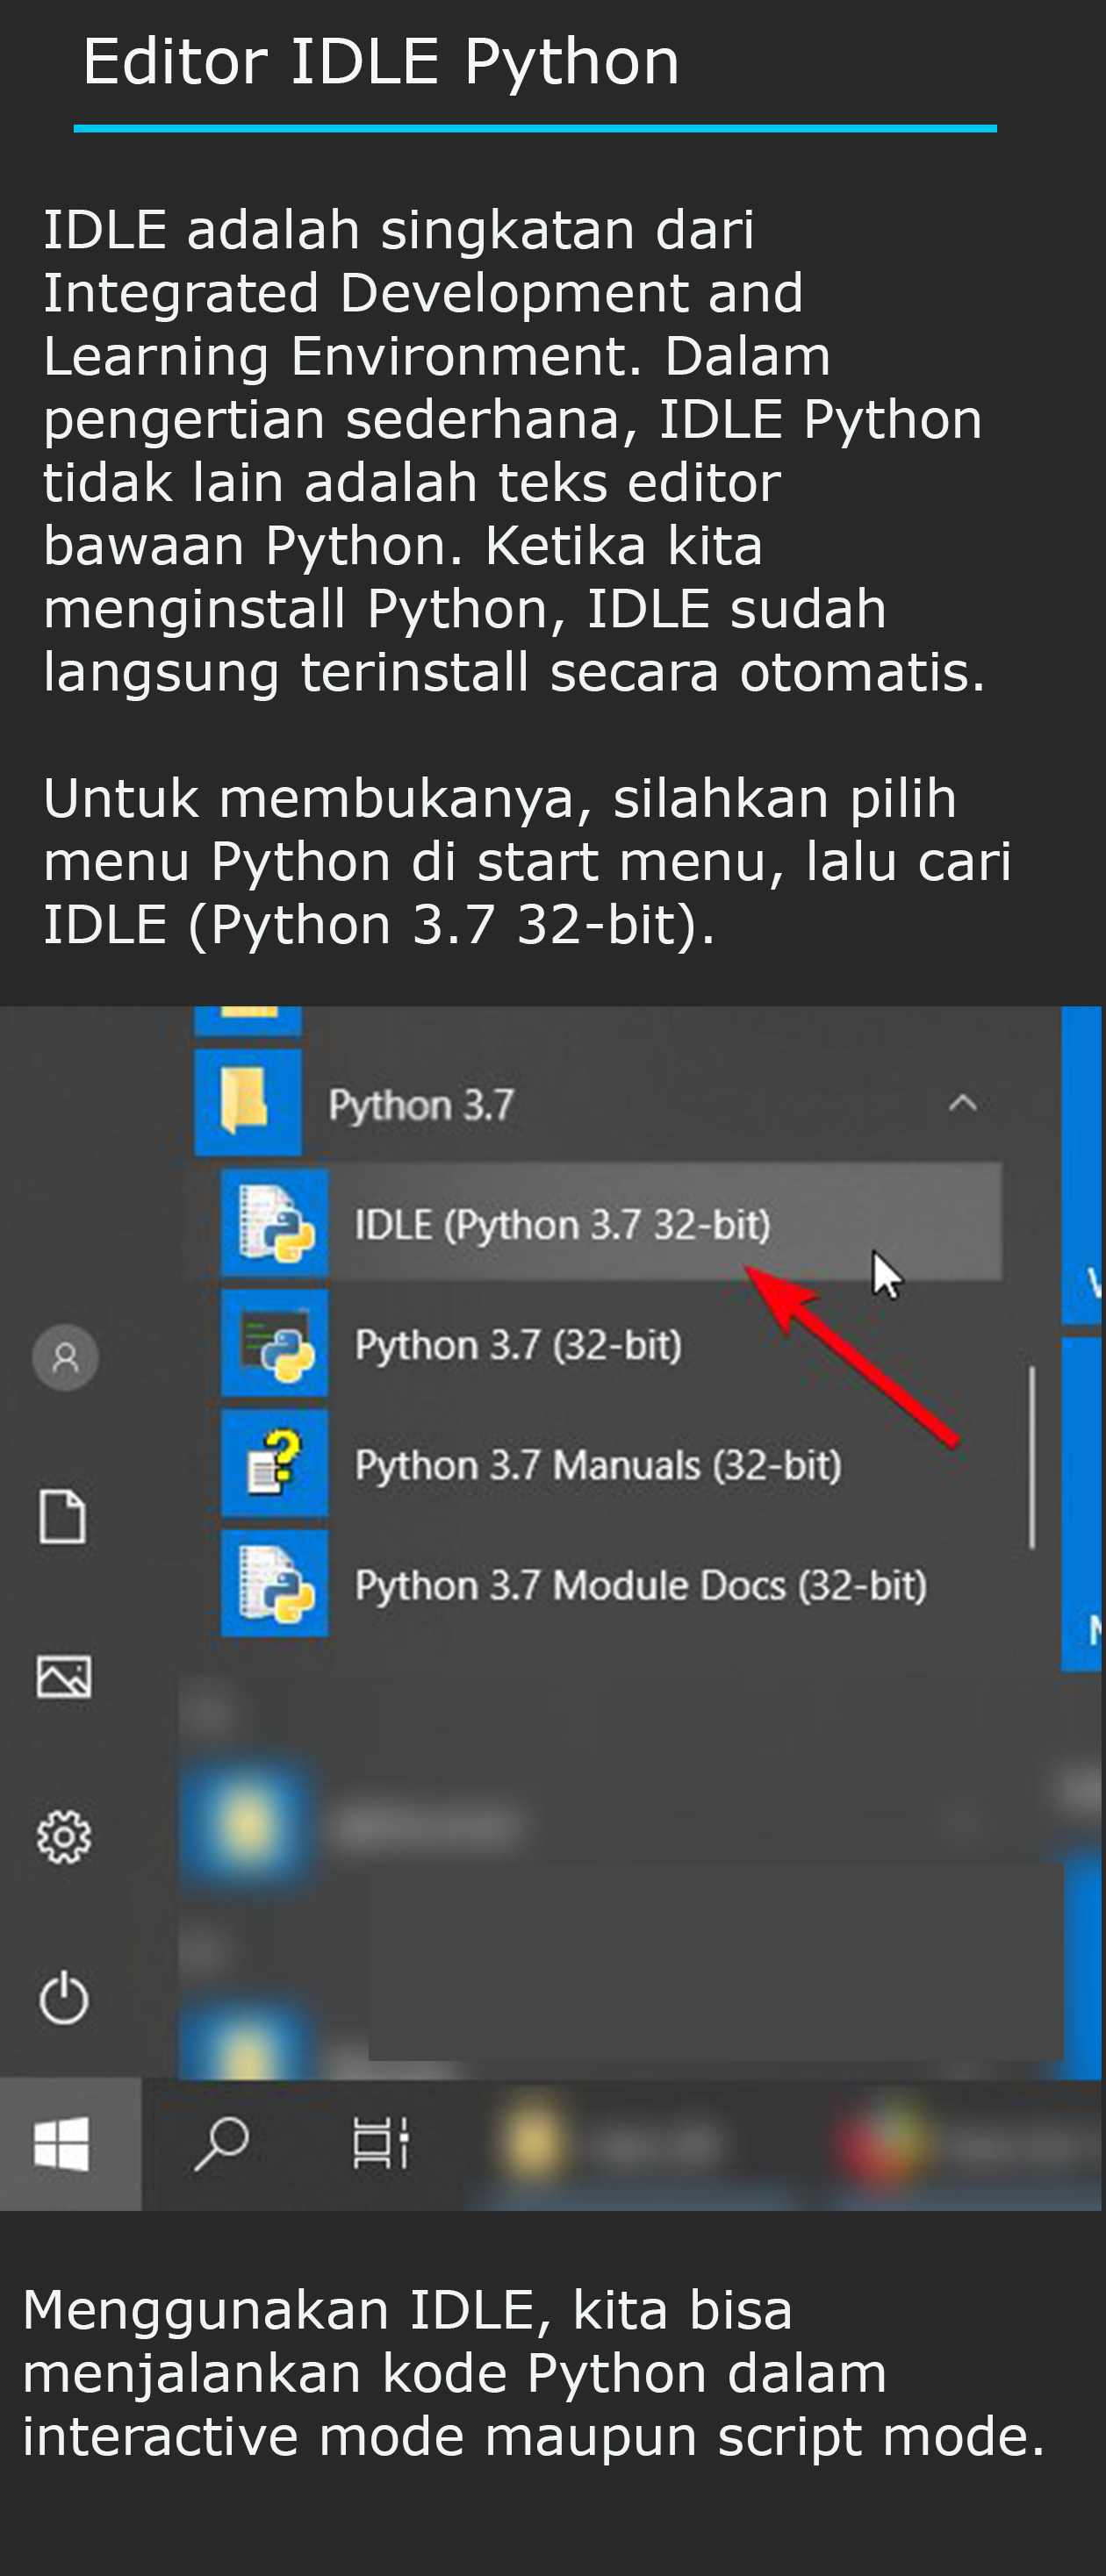 Editor IDLE Python
IDLE adalah singkatan dari
Integrated Development and
Learning Environment. Dalam
pengertian sederhana, IDLE Python
tidak lain adalah teks editor
bawaan Python. Ketika kita
menginstall Python, IDLE sudah
langsung terinstall secara otomatis.
Untuk membukanya, silahkan pilih
menu Python di start menu, lalu cari
IDLE (Python 3.7 32-bit).
Python 3.7
IDLE (Python 3.7 32-bit)
Python 3.7 (32-bit)
Python 3.7 Manuals (32-bit)
Python 3.7 Module Docs (32-bit)
Menggunakan IDLE, kita bisa
menjalankan kode Python dalam
interactive mode maupun script mode.